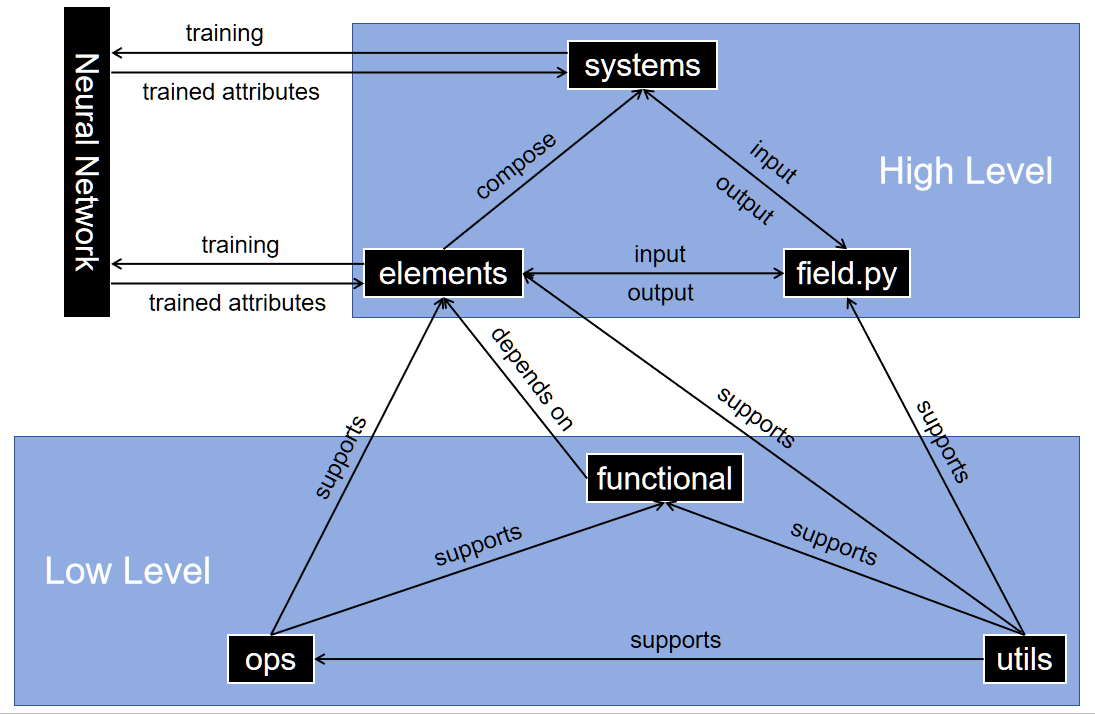 training
trained attributes
Neural Network
systems
compose
input
output
High Level
training
trained attributes
elements
input
output
field.py
depends on
supports
supports
supports
functional
supports
supports
Low Level
ops
supports
utils